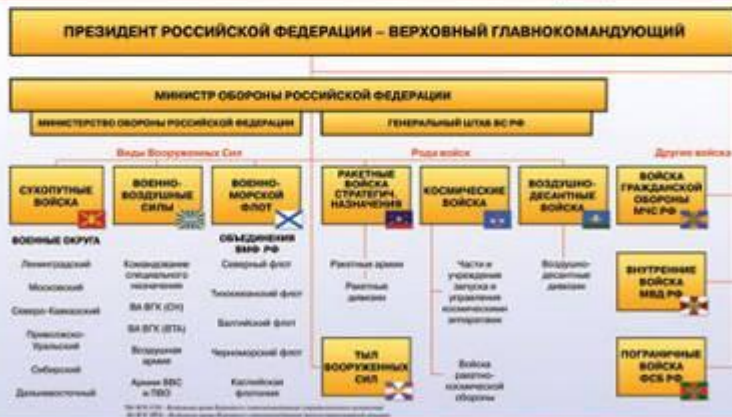 ПРЕЗИДЕНТ РОССИЙСКОЙ ФЕДЕРАЦИИ – ВЕРХОВНЫЙ ГЛАВНОКОМАНДУЮЩИЙ
МИНИСТР ОБОРОНЫ РОССИЙСКОЙ ФЕДЕРАЦИИ
МИНИСТЕРСТВО ОБОРОНЫ РОССИЙСКОЙ ФЕДЕРАЦИИ
ГЕНЕРАЛЬНЫЙ ШТАБ ВС РФ
Виды Вооруженных Сил
Рода войск
Другие войска
СУХОПУТНЫЕ
ВОЙСКА
ВОЕННЫЕ ОКРУГА
Ленинградский
Московский
Северо-Кавказский
Приволжско-
Уральский
Сибирский
Дальневосточный
ВОЕННО-
ВОЗДУШНЫЕ
СИЛЫ
Командование
специального
назначения
ВА ВГК (СН)
ВА ВГК (ВТА)
Воздушная
армия
Армии ВВС
и ПВО
ВОЕННО-
МОРСКОЙ
ФЛОТ
ОБЪЕДИНЕНИЯ
ВМФ РФ
Северный флот
Тихоокеанский флот
Балтийский флот
Черноморский флот
Каспийская
флотилия
РАКЕТНЫЕ
ВОЙСКА
СТРАТЕГИЧ.
НАЗНАЧЕНИЯ
Ракетные армии
Ракетные
дивизии
ТЫЛ
ВООРУЖЕННЫХ
СИЛ
КОСМИЧЕСКИЕ
ВОЙСКА
Части и
учреждения
запуска и
управления
космическими
аппаратами
Войска
ракетно-
космической
обороны
ВОЗДУШНО-
ДЕСАНТНЫЕ
ВОЙСКА
Воздушно-
десантные
дивизии
ВОЙСКА
ГРАЖДАНСКОЙ
ОБОРОНЫ
МЧС РФ
ВНУТРЕННИЕ
ВОЙСКА
МВД РФ
ПОГРАНИЧНЫЕ
ВОЙСКА
ФСБ РФ